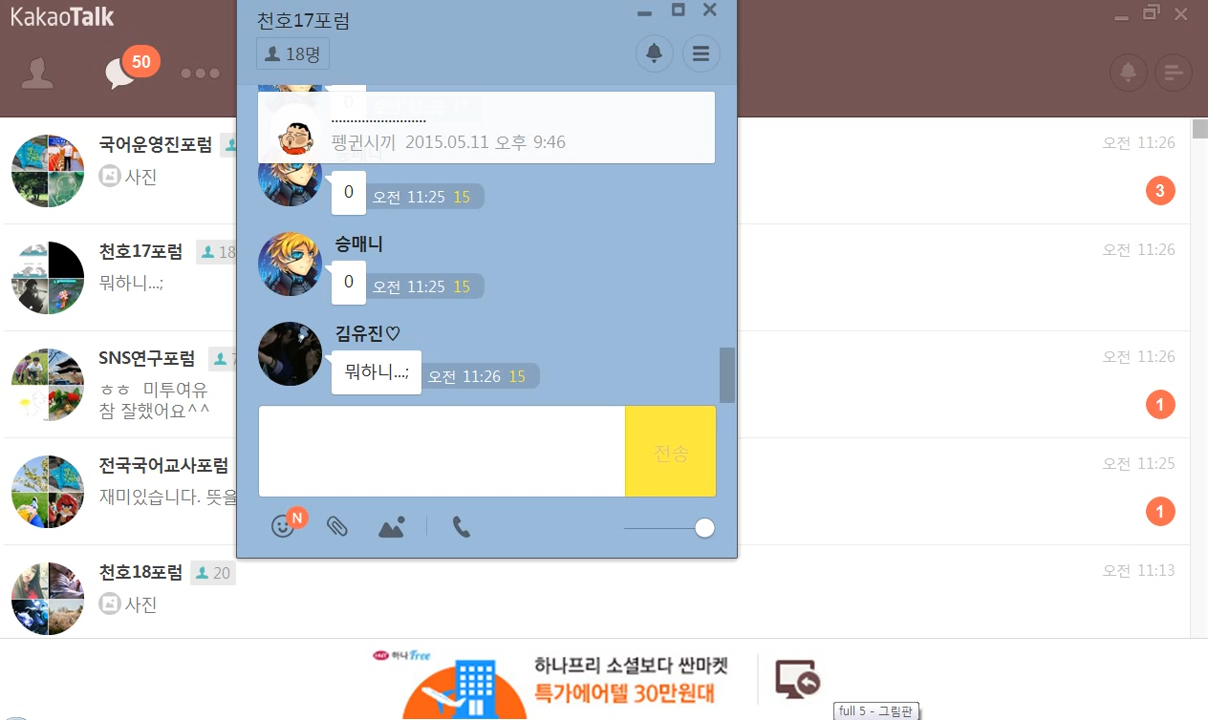 KakaoTalk
50
천호17포럼
18명
........................
펭귄시끼 2015.05.11 오후 9:46
0
오전 11:25 15
승매니
0
오전 11:25 15
김유진♡
뭐하니...;
오전 11:26 15
전송
N
국어운영진포럼
사진
오전 11:26
3
천호17포럼 18
뭐하니...;
오전 11:26
SNS연구포럼 7
ㅎㅎ 미투여유
참 잘했어요^^
오전 11:26
1
전국국어교사포럼
재미있습니다. 뜻을
오전 11:25
1
천호18포럼 20
사진
오전 11:13
하나Free
하나프리 소셜보다 싼마켓
특가에어텔 30만원대
full 5 - 그림판